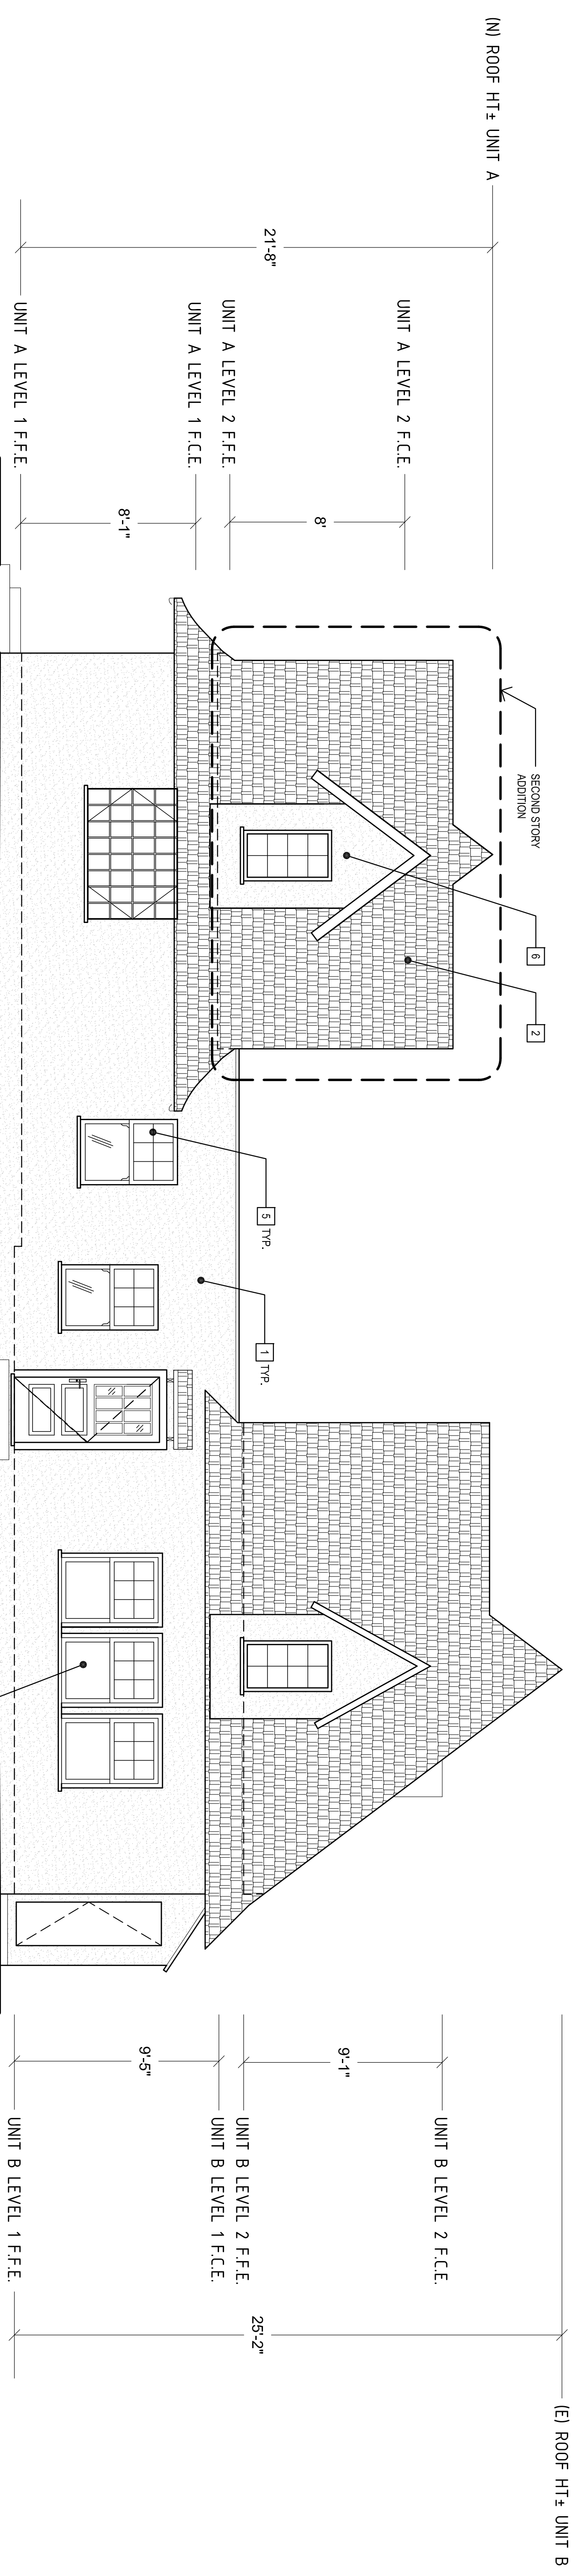 (N) ROOF HT± UNIT A
21'-8"
UNIT A LEVEL 2 F.C.E.
UNIT A LEVEL 2 F.F.E.
UNIT A LEVEL 1 F.C.E.
UNIT A LEVEL 1 F.F.E.
8'
8'-1"
SECOND STORY
ADDITION
6
2
5 TYP.
1 TYP.
9'-1"
9'-5"
UNIT B LEVEL 2 F.C.E.
UNIT B LEVEL 2 F.F.E.
UNIT B LEVEL 1 F.C.E.
UNIT B LEVEL 1 F.F.E.
25'-2"
(E) ROOF HT± UNIT B